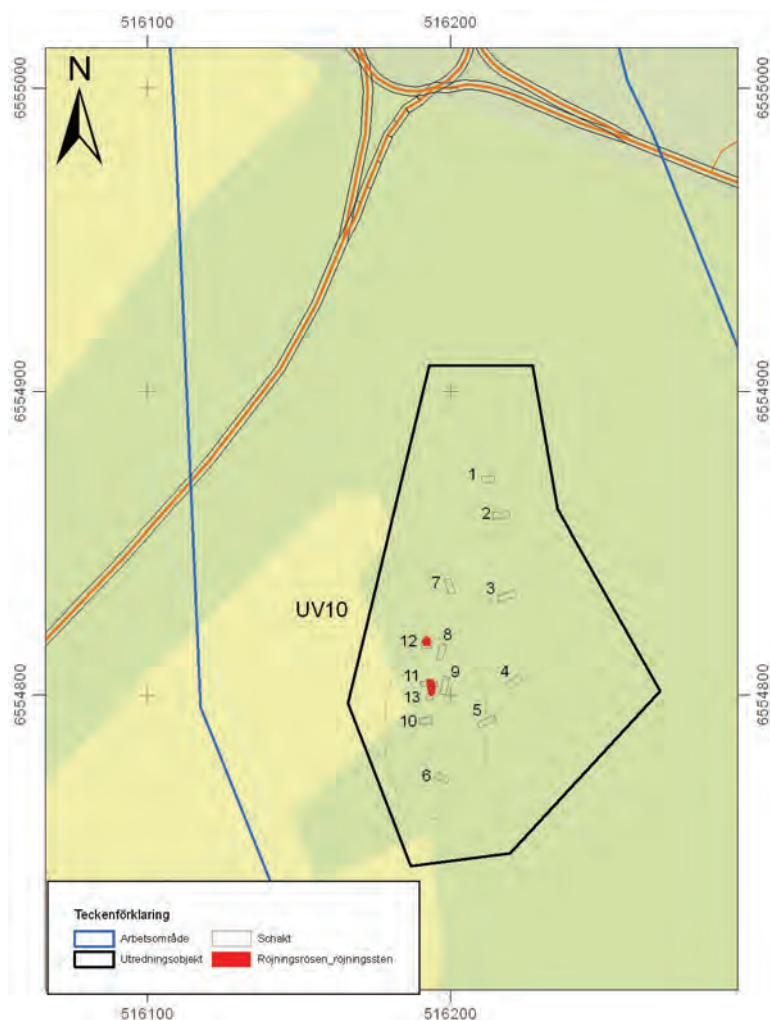 516100 516200
N
6555000 6555000
6554900 6554900
1
2
7 3
UV10
12 8
11 9 4
6554800 6554800
13
10 5
6
Teckenförklaring
Arbetsområde Schakt
Utredningsobjekt Röjningsrösen_röjningssten
516100 516200